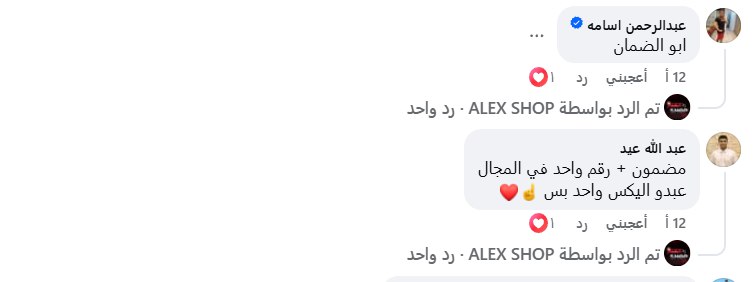 عبدالرحمن اسامه
ابو الضمان
...
12 أ أعجبني رد ١
تم الرد بواسطة ALEX SHOP · رد واحد
عبد الله عيد
مضمون + رقم واحد في المجال
عبدو اليكس واحد بس ☝️❤️
12 أ أعجبني رد ١
تم الرد بواسطة ALEX SHOP · رد واحد